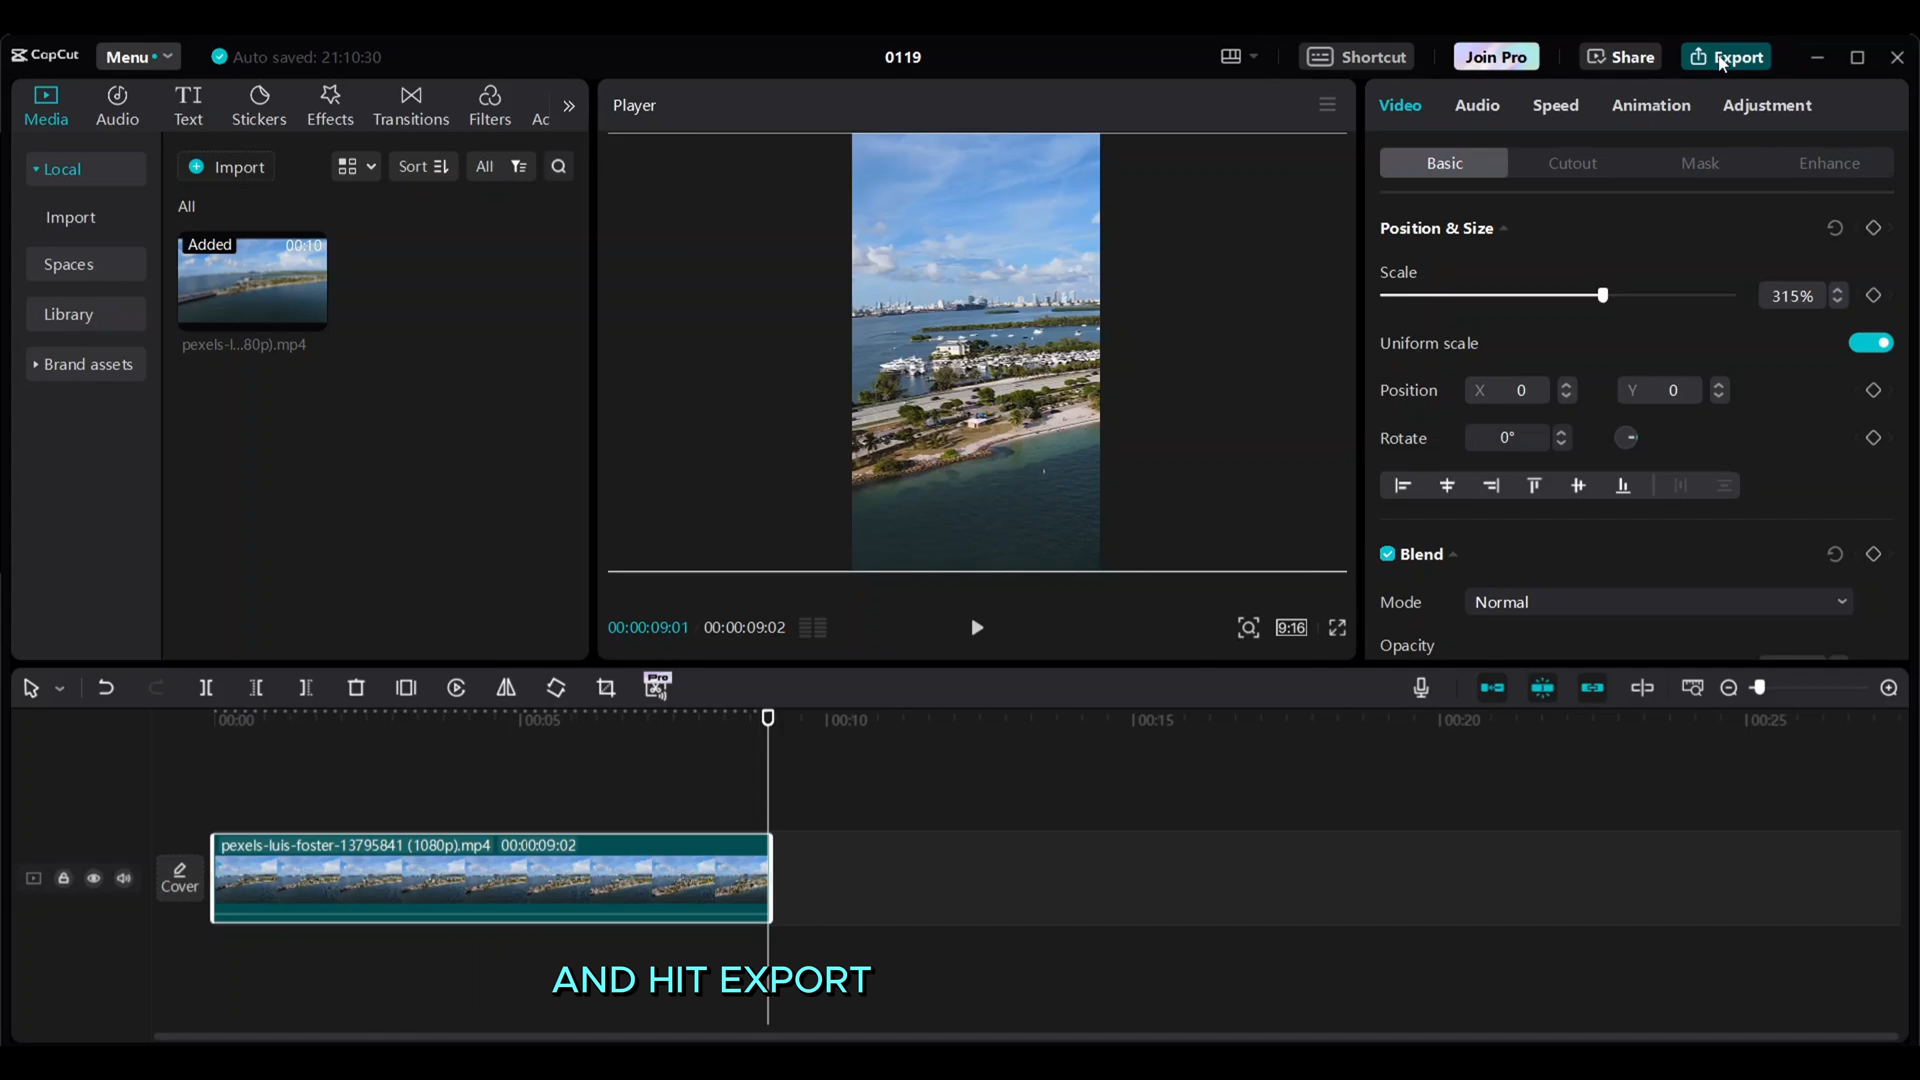 CapCut
Menu
Auto saved: 21:10:30
0119
Shortcut
Join Pro
Share
Export
Media
Audio
Text
Stickers
Effects
Transitions
Filters
Ac
Local
Import
Spaces
Library
Brand assets
Import
Sort
All
All
Added
00:10
pexels-l...80p).mp4
Player
00:00:09:01
00:00:09:02
9:16
Video
Audio
Speed
Animation
Adjustment
Basic
Cutout
Mask
Enhance
Position & Size
Scale
315%
Uniform scale
Position
X 0
Y 0
Rotate
0°
Blend
Mode
Normal
Opacity
Pro
00:00
00:05
00:10
00:15
00:20
00:25
Cover
pexels-luis-foster-13795841 (1080p).mp4 00:00:09:02
AND HIT EXPORT